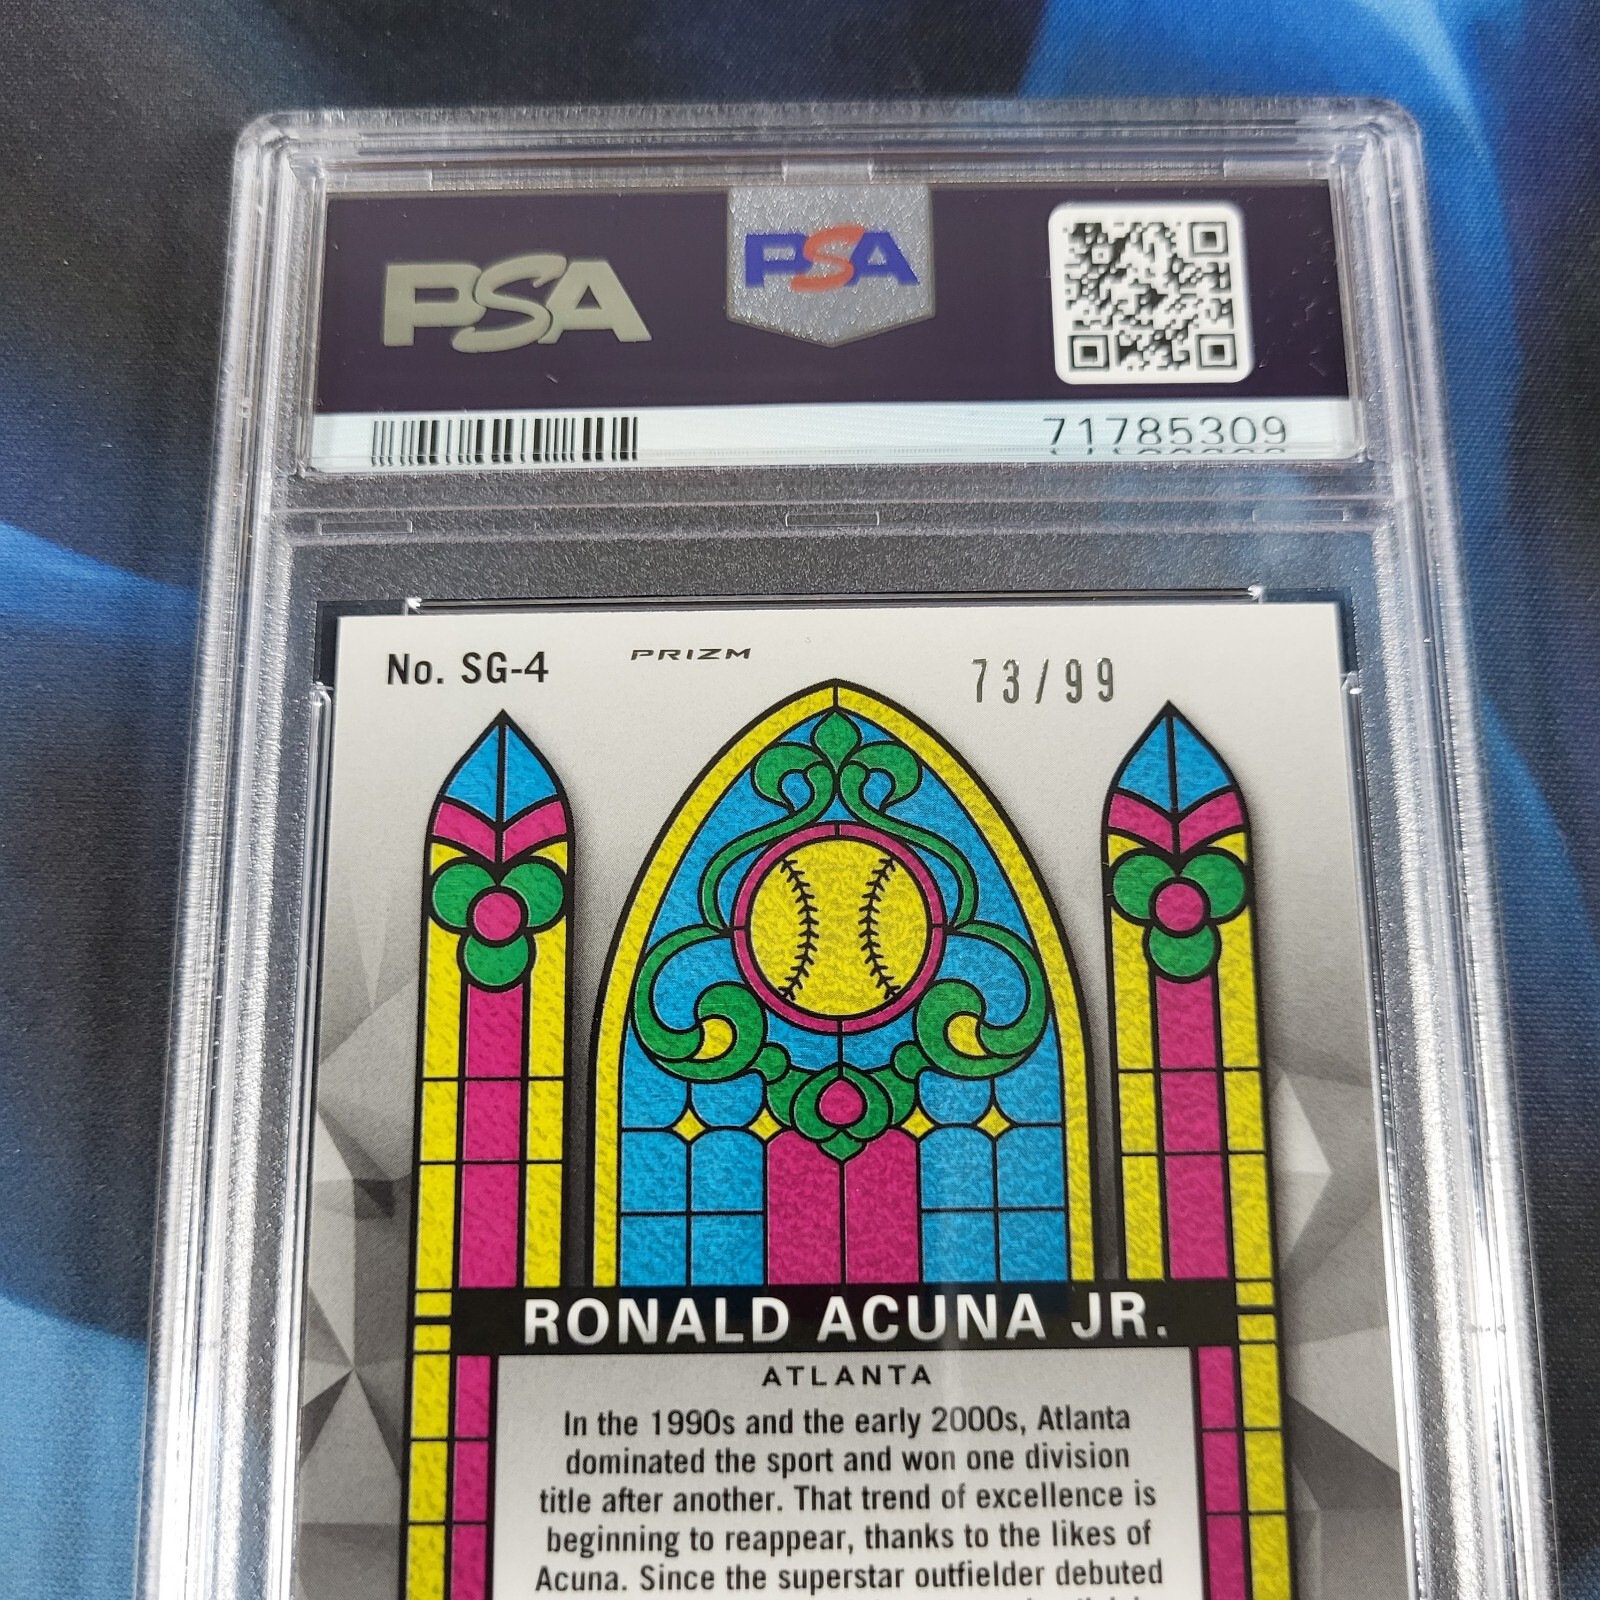 PSA
PSA
71785309
No. SG-4
PRIZM
73/99
RONALD ACUNA JR.
ATLANTA
In the 1990s and the early 2000s, Atlanta
dominated the sport and won one division
title after another. That trend of excellence is
beginning to reappear, thanks to the likes of
Acuna. Since the superstar outfielder debuted